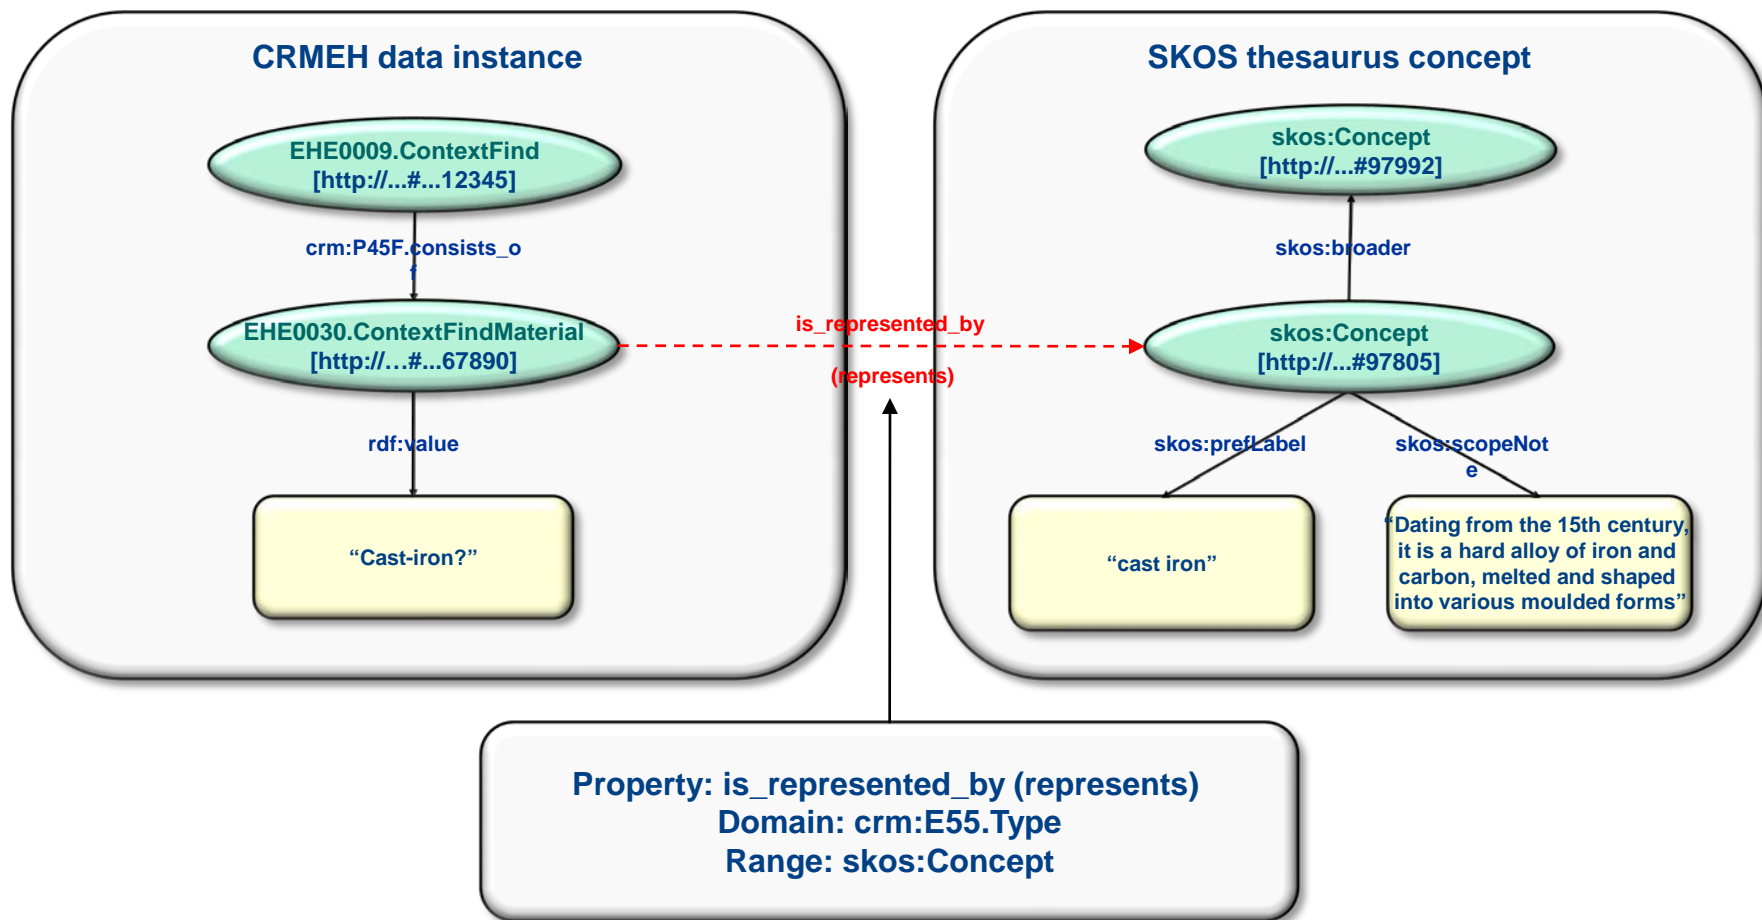 CRMEH data instance
EHE0009.ContextFind
[http://...#...12345]
crm:P45F.consists_o
f
EHE0030.ContextFindMaterial
[http://...#...67890]
rdf:value
“Cast-iron?”
is_represented_by
(represents)
SKOS thesaurus concept
skos:Concept
[http://...#97992]
skos:broader
skos:Concept
[http://...#97805]
skos:prefLabel
skos:scopeNot
e
“cast iron”
“Dating from the 15th century,
it is a hard alloy of iron and
carbon, melted and shaped
into various moulded forms”
Property: is_represented_by (represents)
Domain: crm:E55.Type
Range: skos:Concept